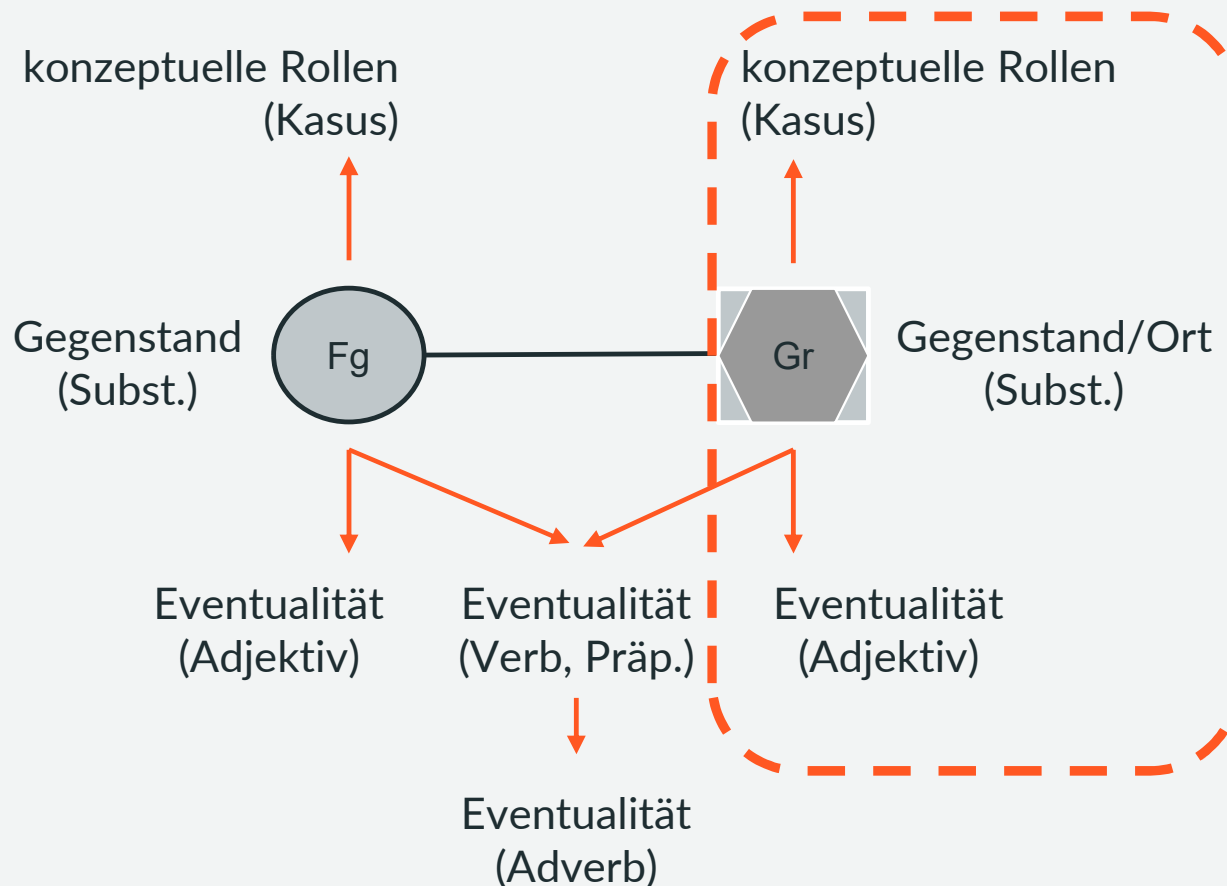 konzeptuelle Rollen
(Kasus)
konzeptuelle Rollen
(Kasus)
Gegenstand
(Subst.)
Fg
Gr
Gegenstand/Ort
(Subst.)
Eventualität
(Adjektiv)
Eventualität
(Verb, Präp.)
Eventualität
(Adjektiv)
Eventualität
(Adverb)